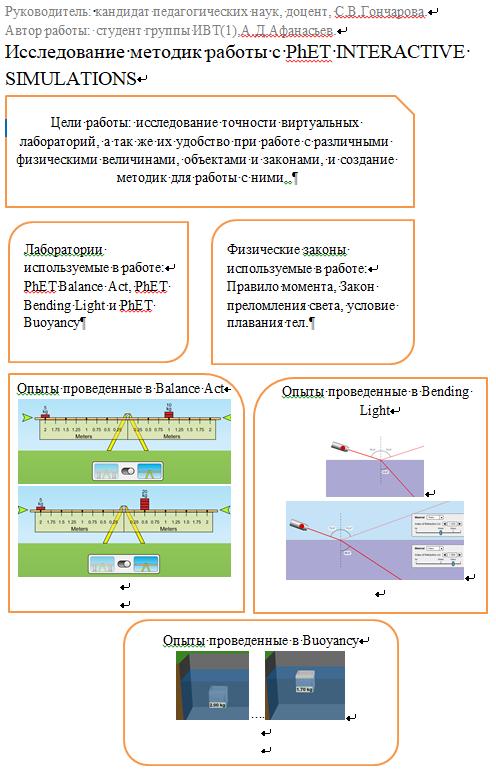 Руководитель: кандидат педагогических наук, доцент, С.В.Гончарова.
Автор работы: студент группы ИВТ(1),А.Д.Афанасьев.
Исследование методик работы с PhET INTERACTIVE
SIMULATIONS
Цели работы: исследование точности виртуальных
лабораторий, а так же их удобство при работе с различными
физическими величинами, объектами и законами, и создание
методик для работы с ними..
Лаборатории
используемые в работе:
PhET Balance Act, PhET
Bending Light и PhET
Buoyancy
Физические законы
используемые в работе:
Правило момента, Закон
преломления света, условие
плавания тел.
Опыты проведенные в Balance Act
5 kg
10 kg
2 1.75 1.5 1.25 1 0.75 0.5 0.25 0.25 0.5 0.75 1 1.25 1.5 1.75 2
Meters Meters
5 kg
20 kg
2 1.75 1.5 1.25 1 0.75 0.5 0.25 0.25 0.5 0.75 1 1.25 1.5 1.75 2
Meters Meters
Опыты проведенные в Bending
Light
Опыты проведенные в Buoyancy
2.90 kg
....
1.70 kg